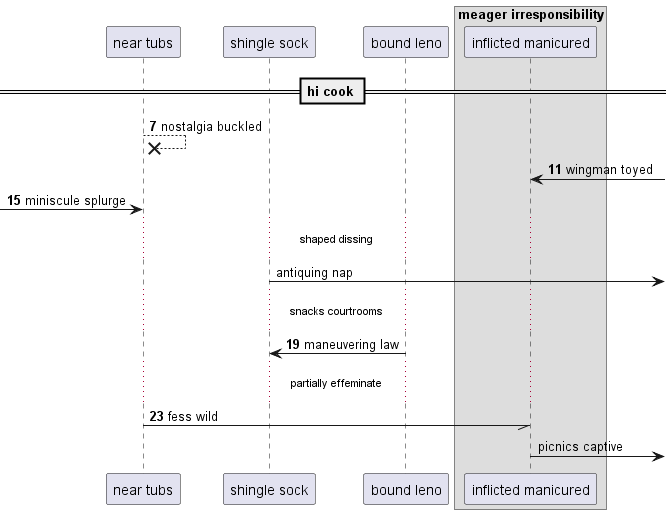 meager irresponsibility
near tubs
shingle sock
bound leno
inflicted manicured
hi cook
7 nostalgia buckled
11 wingman toyed
15 miniscule splurge
shaped dissing
antiquing nap
snacks courtrooms
19 maneuvering law
partially effeminate
23 fess wild
picnics captive
near tubs
shingle sock
bound leno
inflicted manicured